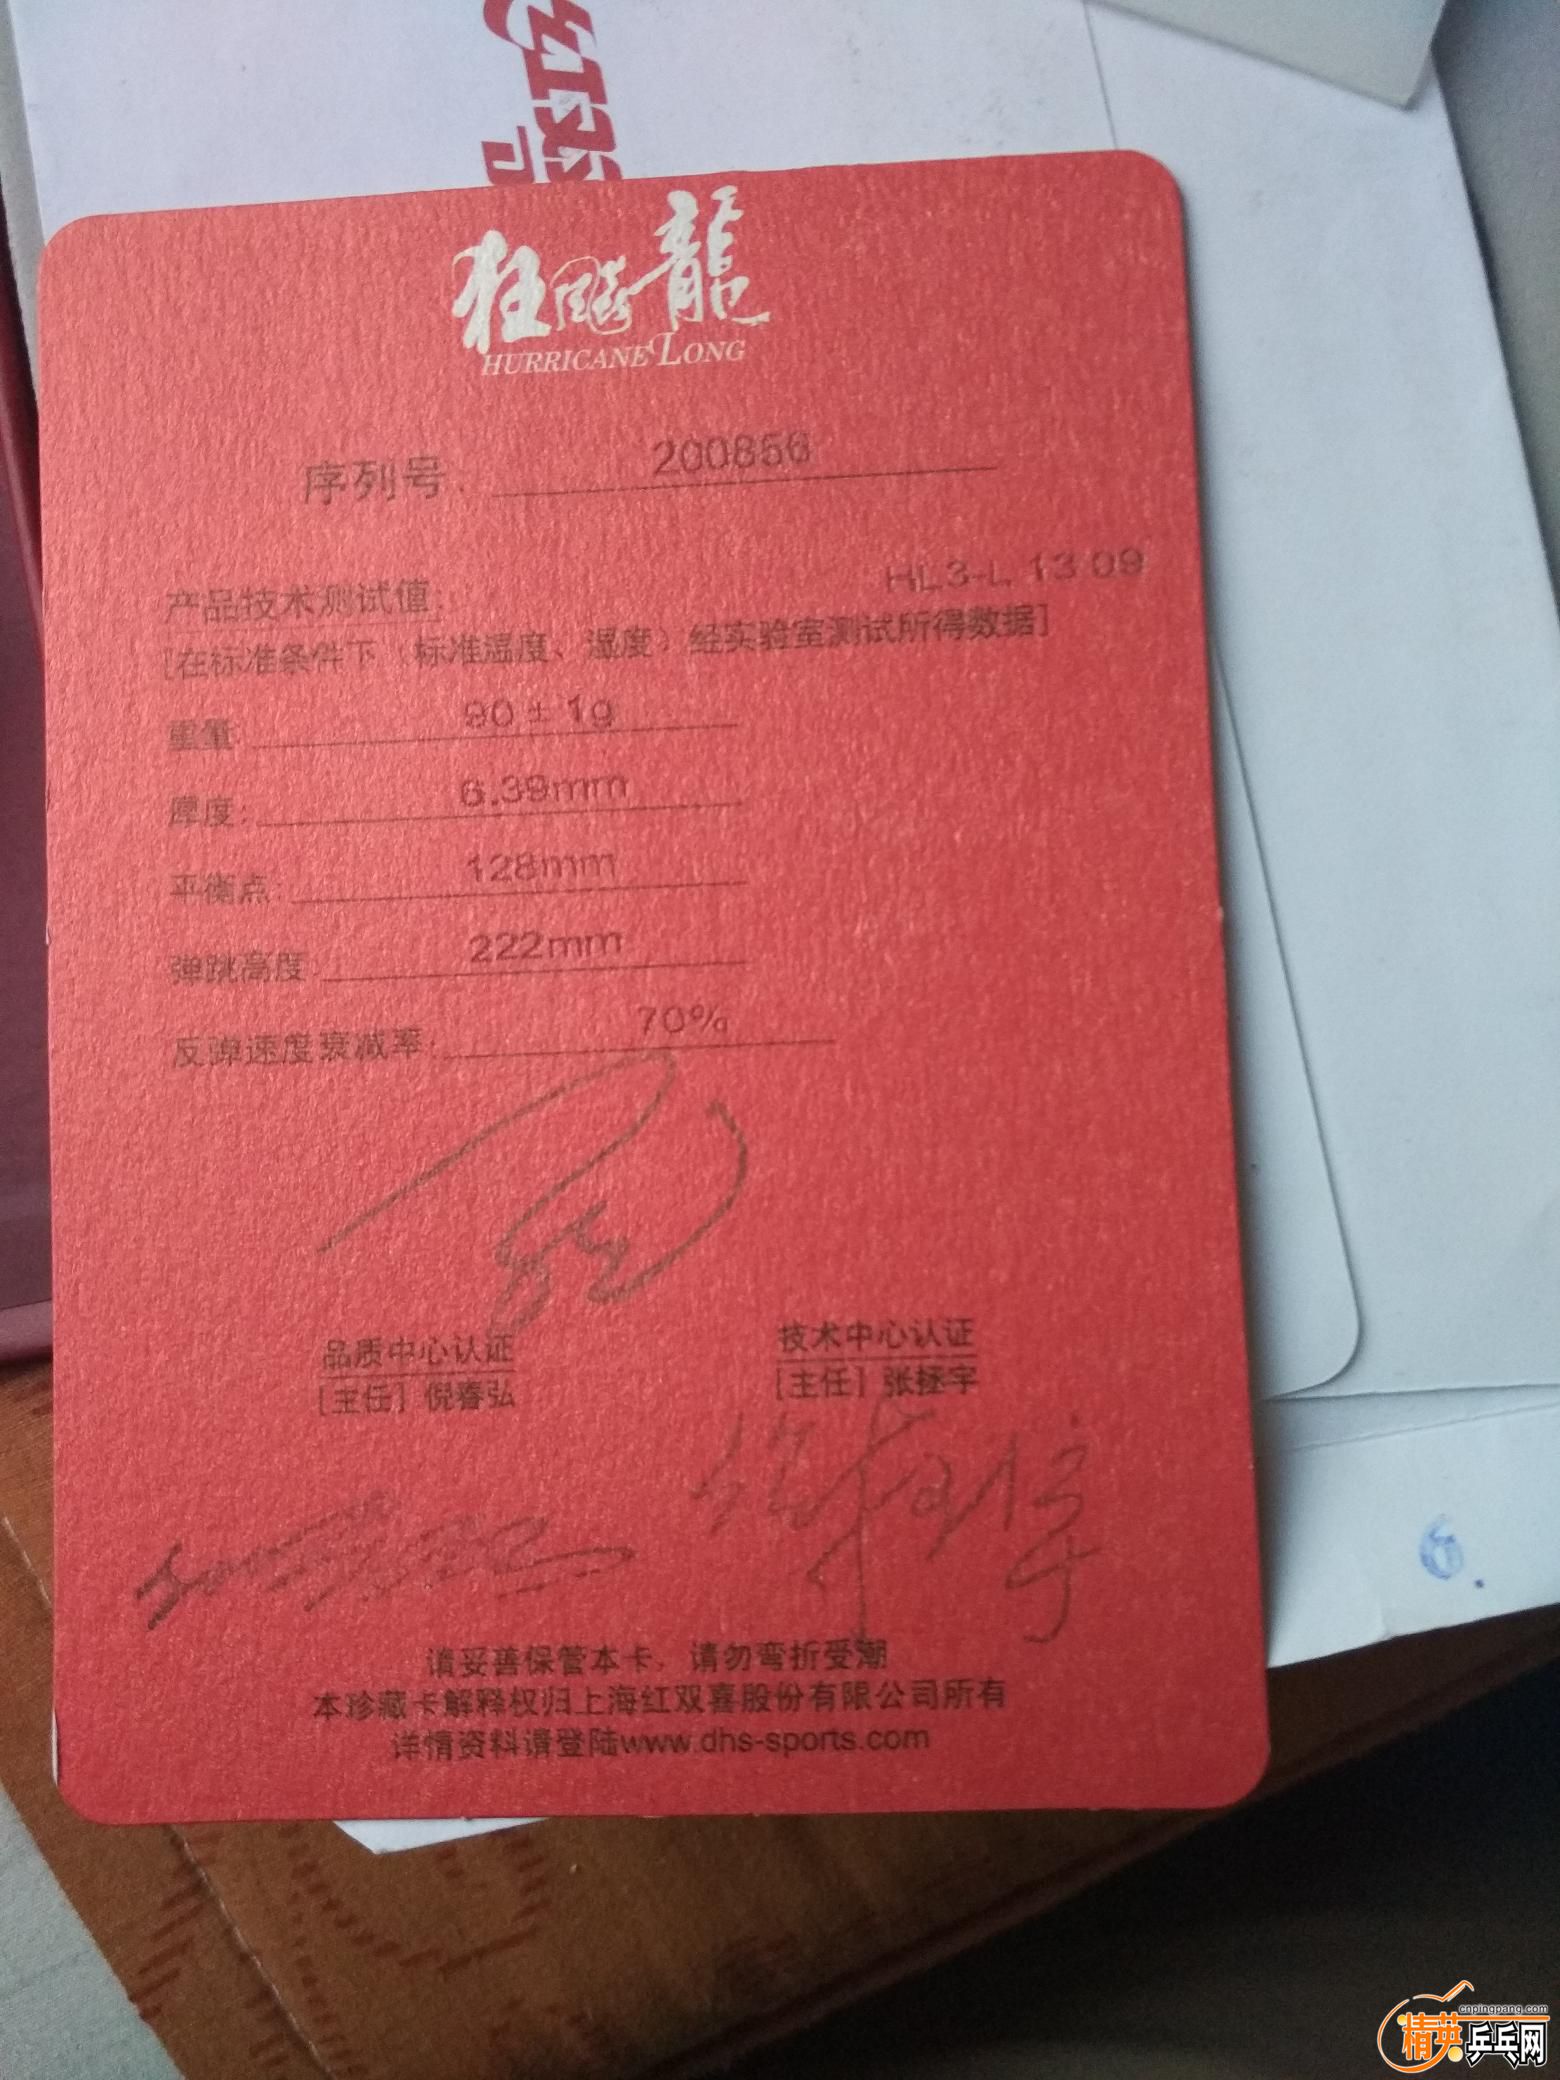 狂飚龍
HURRICANE LONG
序列号: 200856
产品技术测试值: HL3-L 13 09
[在标准条件下(标准温度、湿度)经实验室测试所得数据]
重量: 90 ± 1g
厚度: 6.39mm
平衡点: 128mm
弹跳高度: 222mm
反弹速度衰减率: 70%
品质中心认证
[主任] 倪春弘
技术中心认证
[主任] 张拯宇
请妥善保管本卡,请勿弯折受潮
本珍藏卡解释权归上海红双喜股份有限公司所有
详情资料请登陆www.dhs-sports.com
6.
cnpingpang.com
精英乒乓网